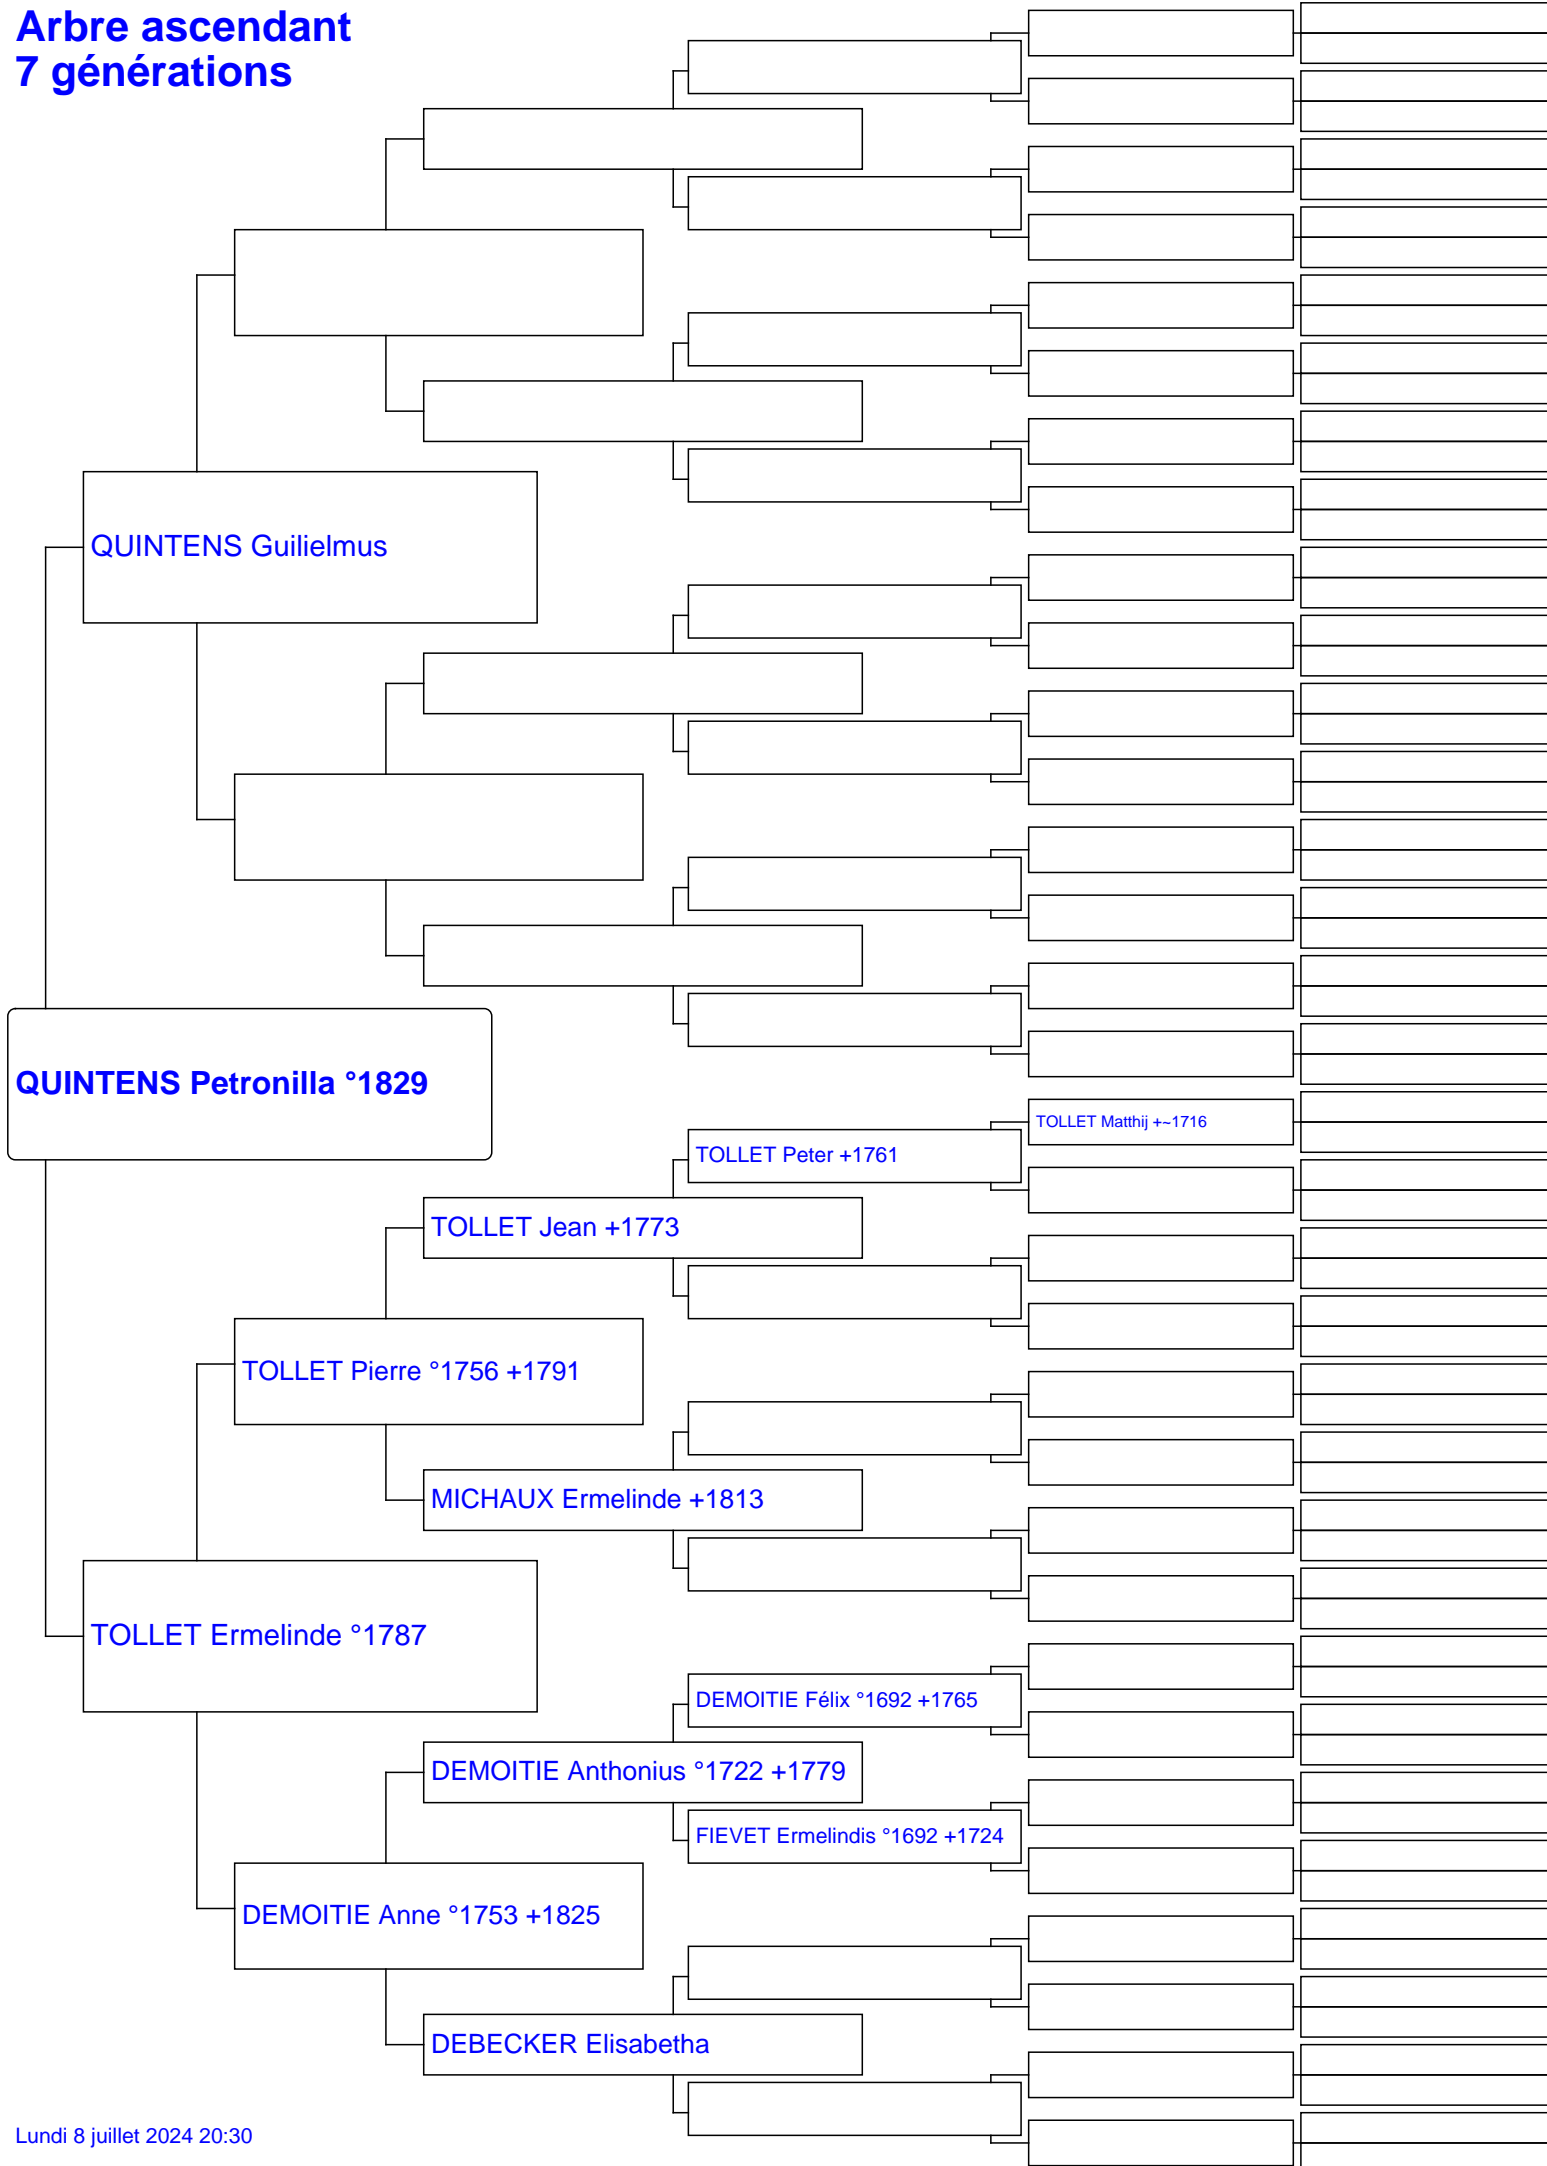 Arbre ascendant
7 générations
QUINTENS Guilielmus
QUINTENS Petronilla °1829
TOLLET Matthij +~1716
TOLLET Peter +1761
TOLLET Jean +1773
TOLLET Pierre °1756 +1791
MICHAUX Ermelinde +1813
TOLLET Ermelinde °1787
DEMOITIE Félix °1692 +1765
DEMOITIE Anthonius °1722 +1779
FIEVET Ermelindis °1692 +1724
DEMOITIE Anne °1753 +1825
DEBECKER Elisabetha
Lundi 8 juillet 2024 20:30